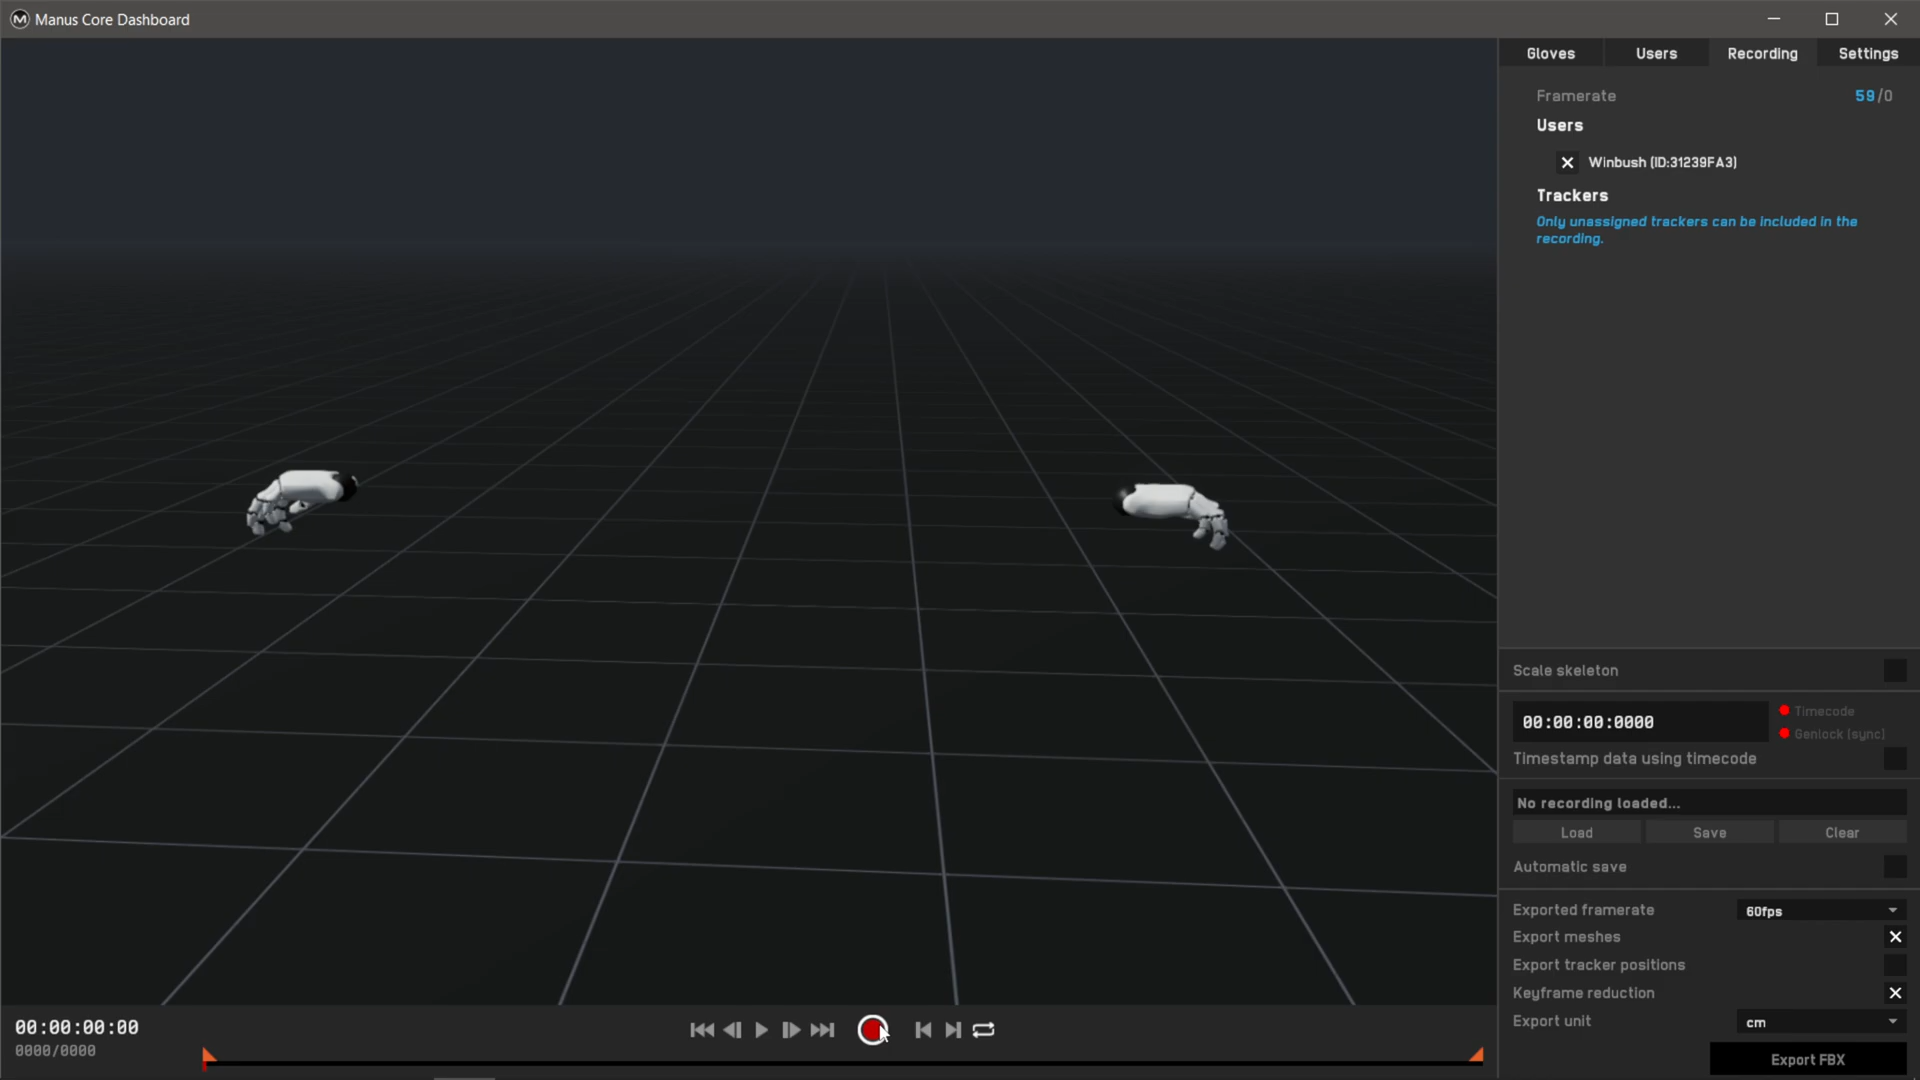 Manus Core Dashboard
Gloves Users Recording Settings
Framerate 59/0
Users
Winbush (ID:31239FA3)
Trackers
Only unassigned trackers can be included in the
recording.
Scale skeleton
00:00:00:0000 Timecode
Genlock (sync)
Timestamp data using timecode
No recording loaded...
Load Save Clear
Automatic save
Exported framerate 60fps
Export meshes
Export tracker positions
Keyframe reduction
Export unit cm
Export FBX
00:00:00:00
0000/0000